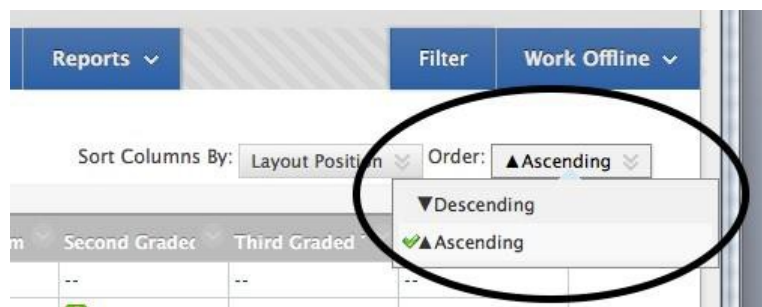 Reports Filter Work Offline
Sort Columns By: Layout Position Order: ▲Ascending
▼Descending
▲Ascending
m Second Graded Third Graded
-- -- --